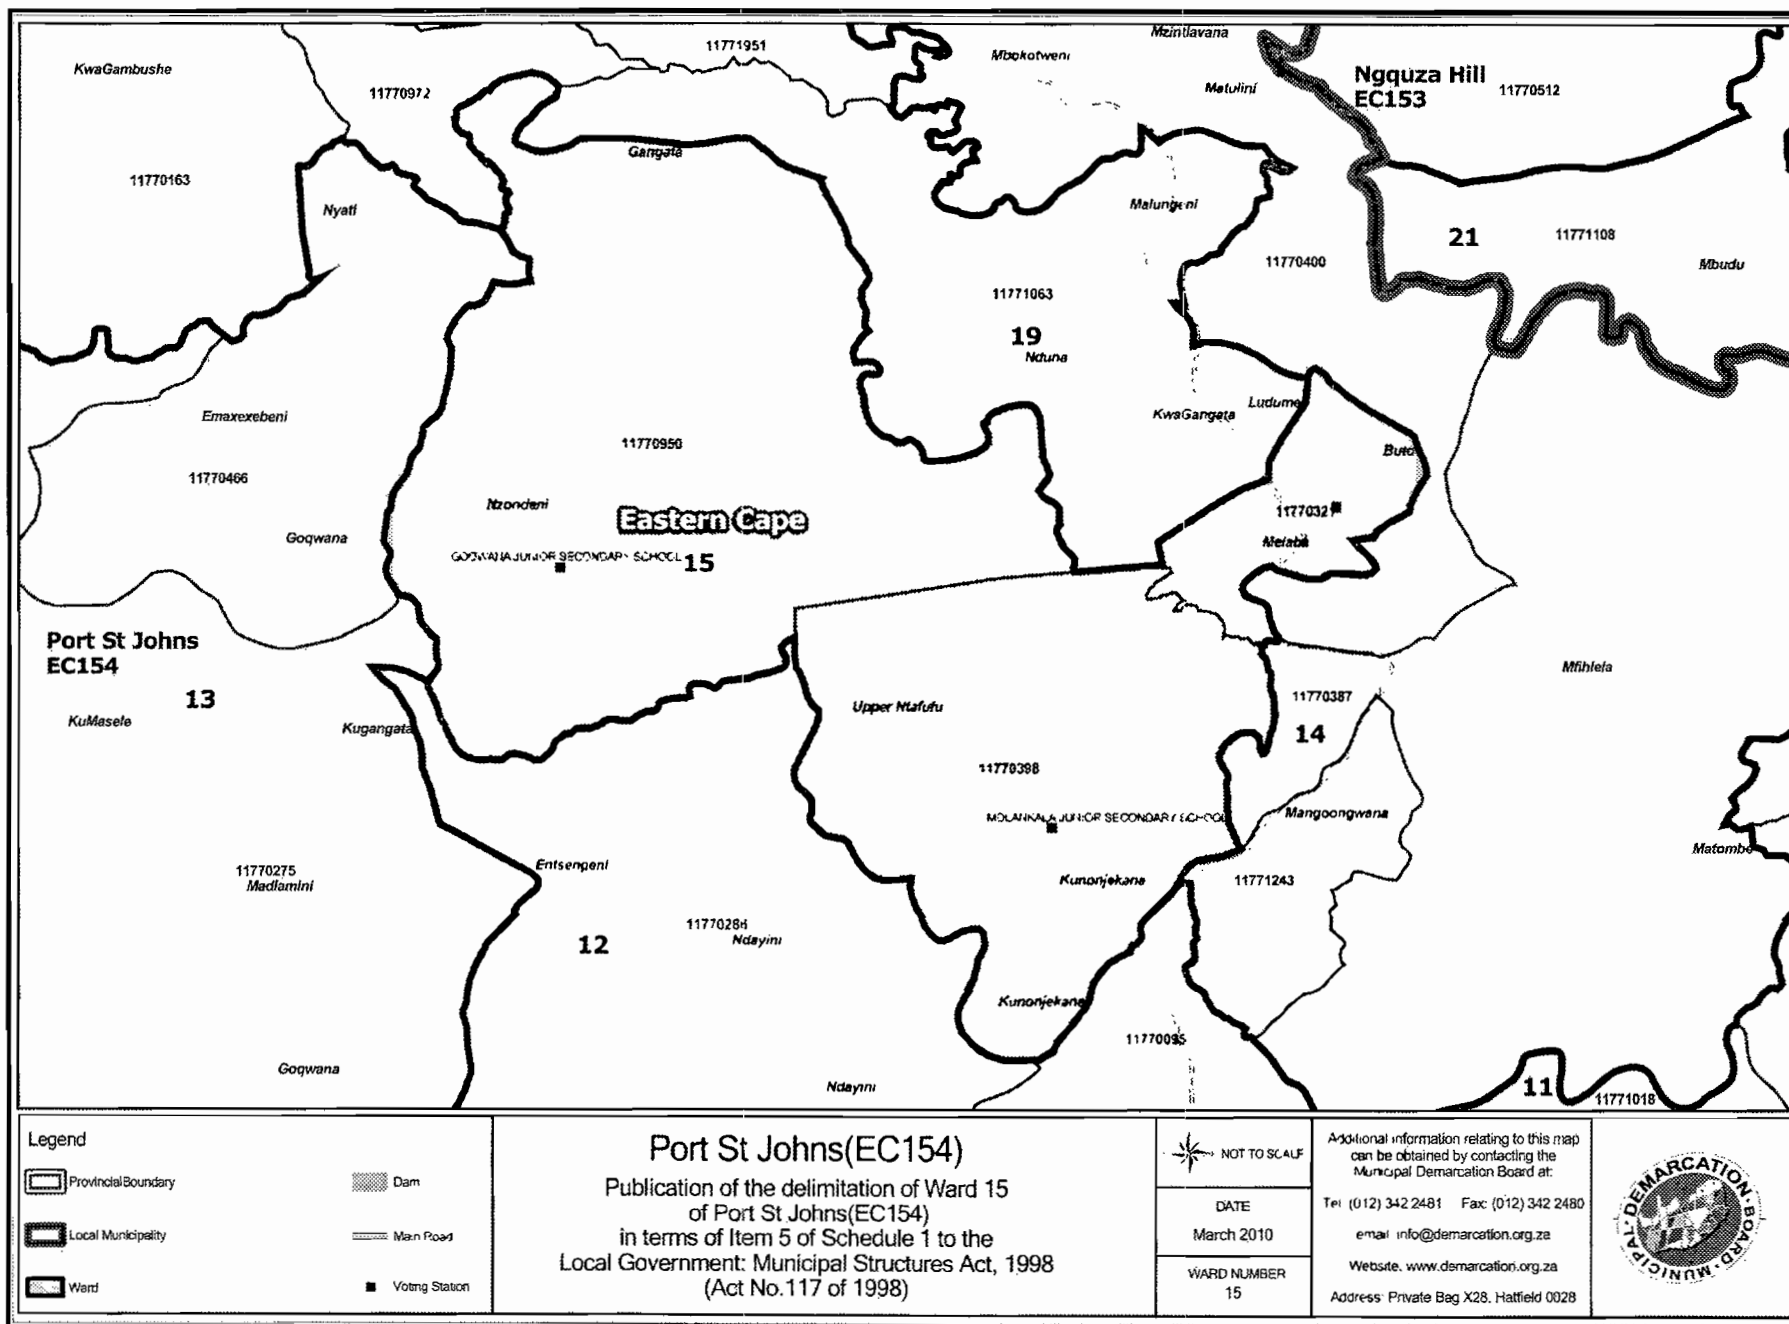 KwaGambushe
11770972
11771951
Mbokotweni
Mzintlavana
Matulini
Ngquza Hill
EC153
11770512
11770163
Nyati
Gangata
Malungeni
21
11771108
Mbudu
11770400
11771063
19
Nduna
KwaGangata
Ludume
Emaxexebeni
11770466
11770950
Goqwana
Nzondeni
Eastern Cape
GOQWANA JUNIOR SECONDARY SCHOOL
15
1177032
Port St Johns
EC154
13
KuMasele
Kugangata
Upper Ntafufu
11770398
MDLANKALA JUNIOR SECONDARY SCHOOL
Kunonjekana
11770387
14
Mfihlela
Mangoongwana
11771243
Matombe
11770275
Madlamini
Entsengeni
12
11770286
Ndayini
Kunonjekana
11770095
Goqwana
Ndayini
11
11771018
Legend
Provincial Boundary
Local Municipality
Ward
Dam
Main Road
Voting Station
Port St Johns(EC154)
Publication of the delimitation of Ward 15
of Port St Johns(EC154)
in terms of Item 5 of Schedule 1 to the
Local Government: Municipal Structures Act, 1998
(Act No.117 of 1998)
NOT TO SCALE
DATE
March 2010
WARD NUMBER
15
Additional information relating to this map
can be obtained by contacting the
Municipal Demarcation Board at:
Tel (012) 342 2481 Fax: (012) 342 2480
email info@demarcation.org.za
Website. www.demarcation.org.za
Address: Private Bag X28, Hatfield 0028
MUNICIPAL DEMARCATION BOARD